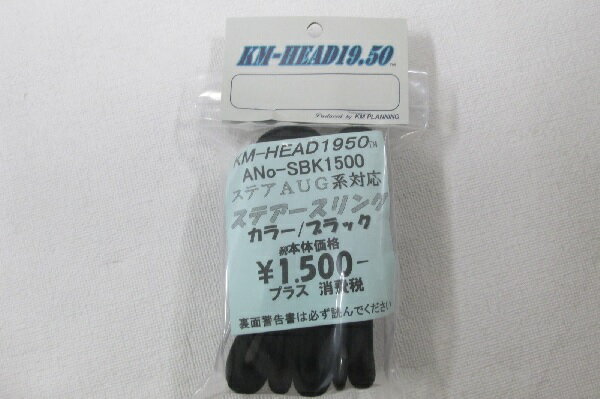 KM-HEAD19.50™
Produced by KM PLANNING
KM-HEAD1950TM
ANo-SBK1500
ステアAUG系対応
ステアースリング
カラー/ブラック
本体価格
¥1.500-
プラス 消費税
裏面警告書は必ず読んでください